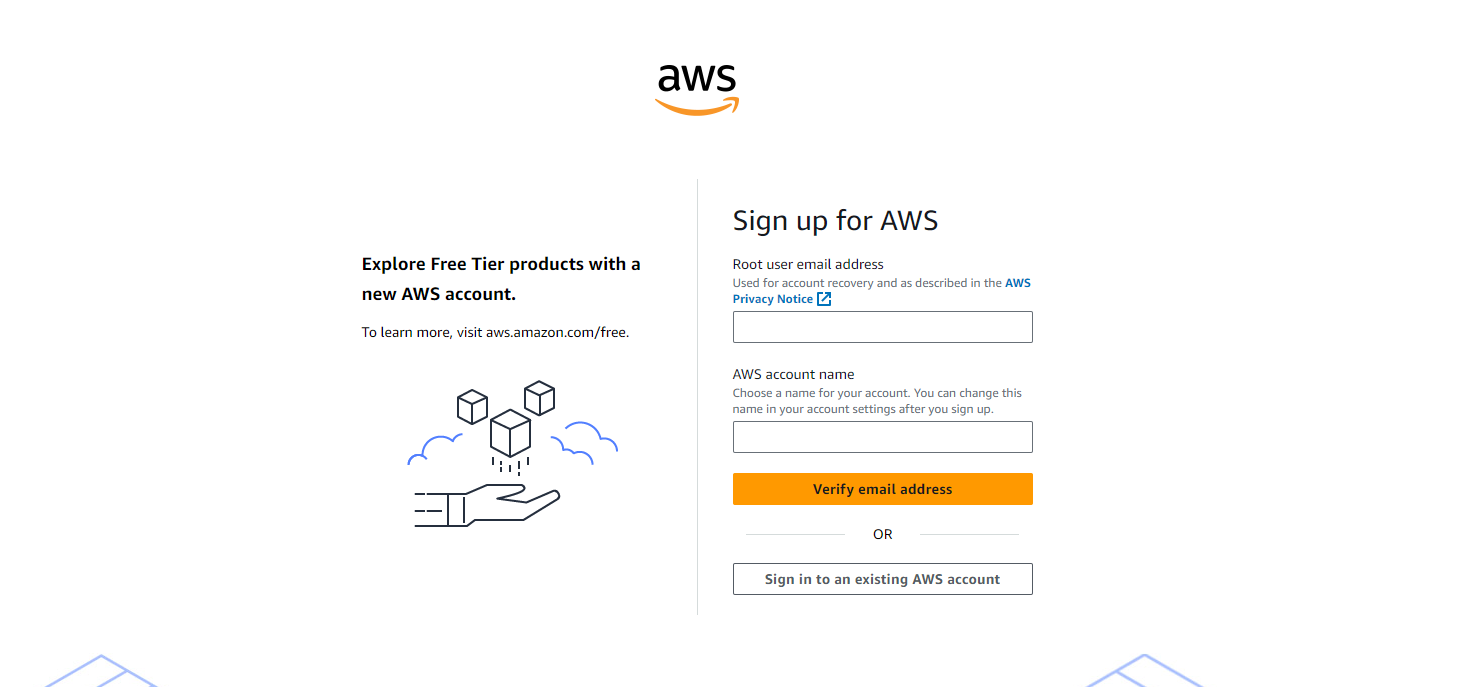 aws
Explore Free Tier products with a
new AWS account.
To learn more, visit aws.amazon.com/free.
Sign up for AWS
Root user email address
Used for account recovery and as described in the AWS
Privacy Notice
AWS account name
Choose a name for your account. You can change this
name in your account settings after you sign up.
Verify email address
OR
Sign in to an existing AWS account